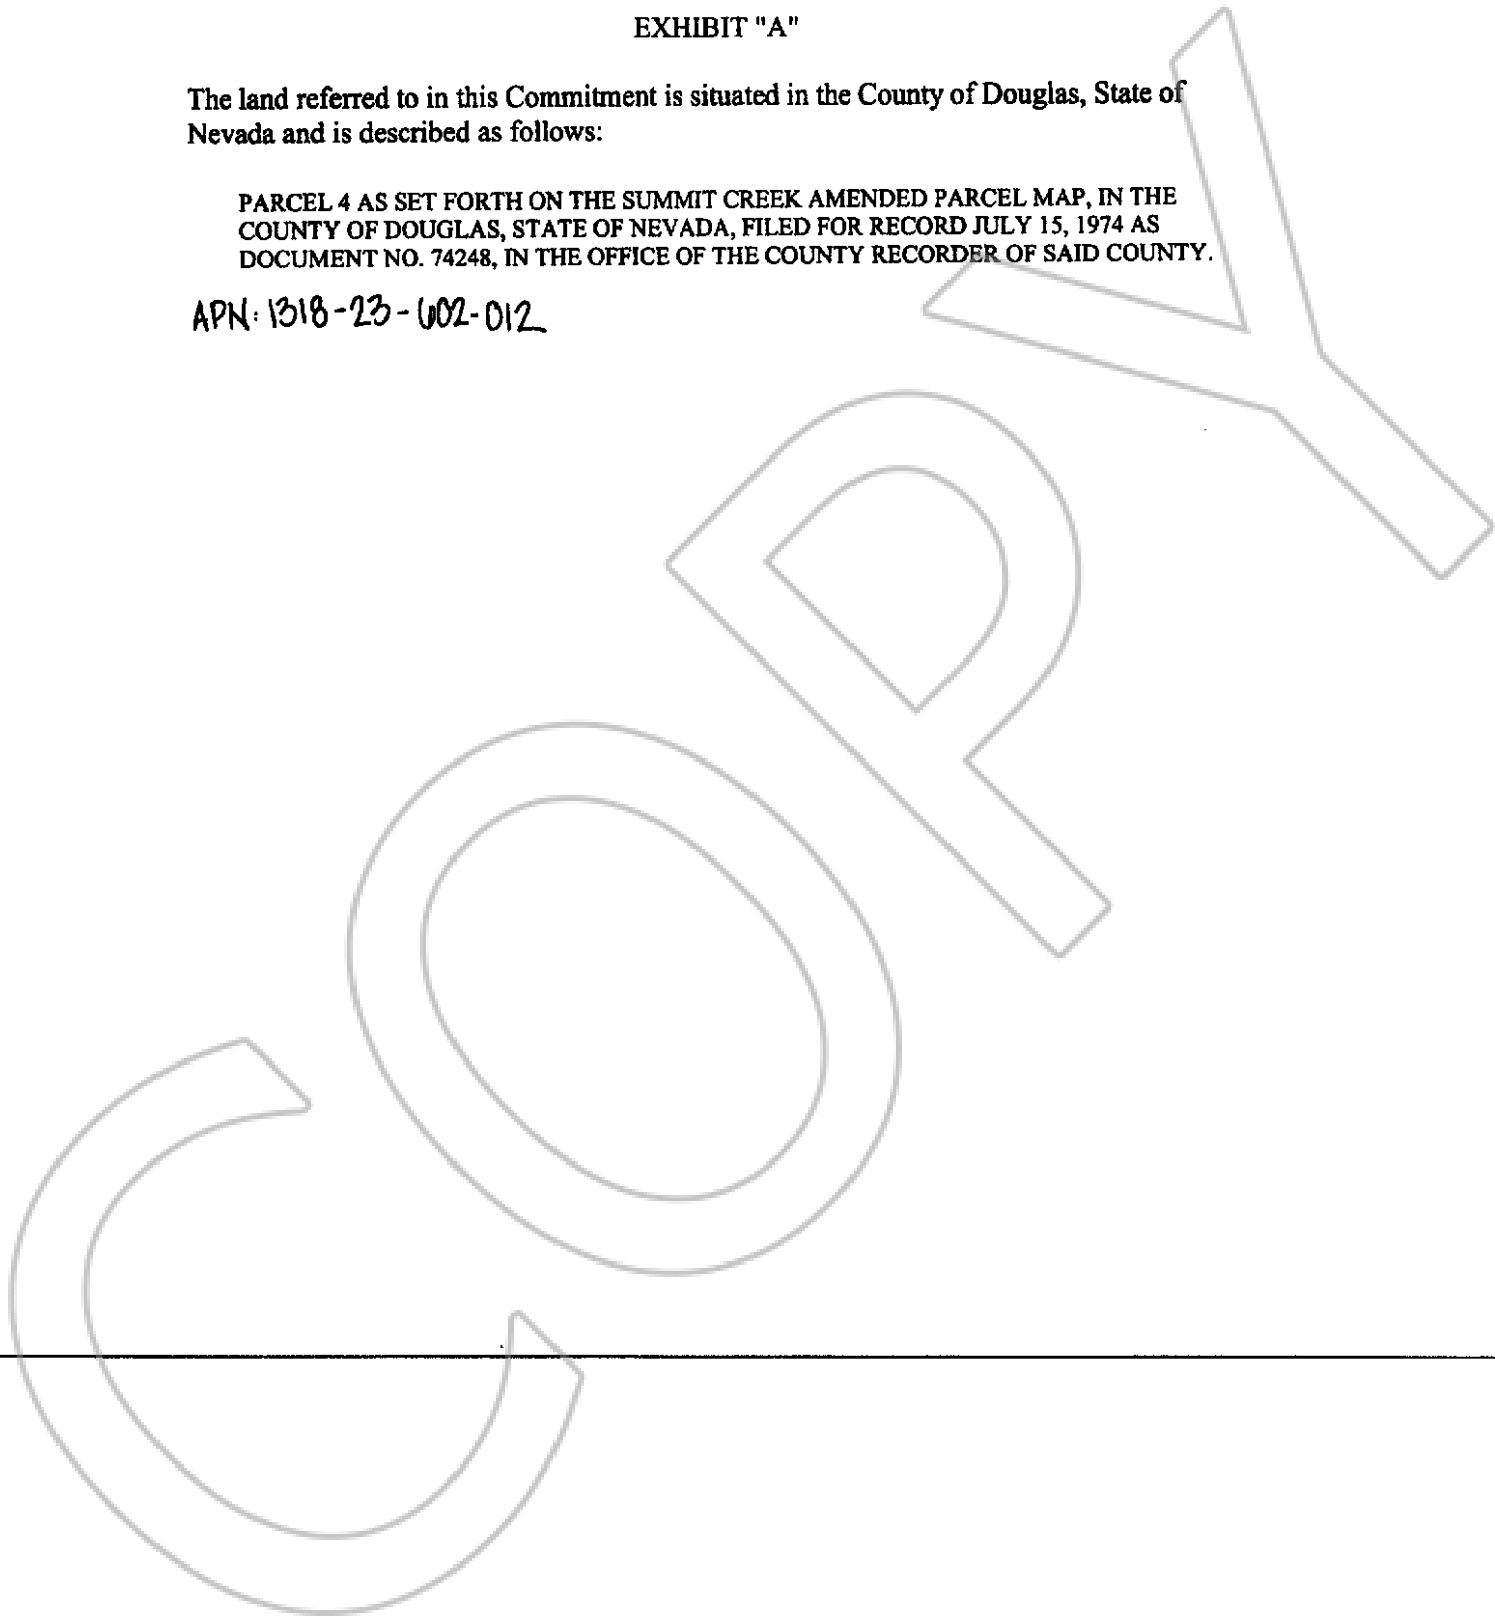 EXHIBIT "A"
The land referred to in this Commitment is situated in the County of Douglas, State of
Nevada and is described as follows:
PARCEL 4 AS SET FORTH ON THE SUMMIT CREEK AMENDED PARCEL MAP, IN THE
COUNTY OF DOUGLAS, STATE OF NEVADA, FILED FOR RECORD JULY 15, 1974 AS
DOCUMENT NO. 74248, IN THE OFFICE OF THE COUNTY RECORDER OF SAID COUNTY.
APN: 1318-23-602-012
COPY